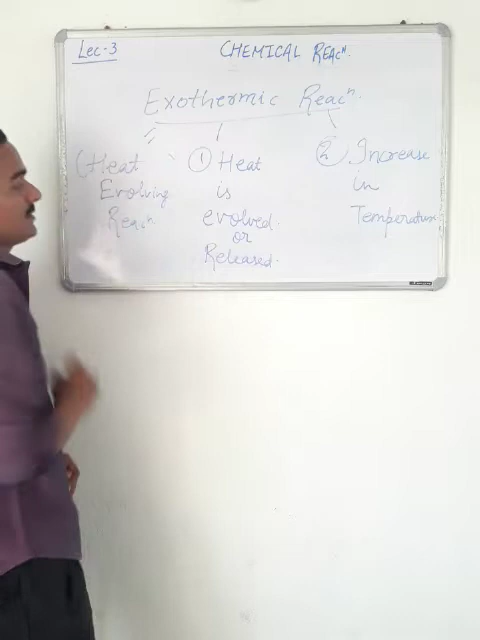 Lec-3
CHEMICAL REACⁿ.
Exothermic Reacⁿ.
(Heat
Evolving
Reacⁿ
① Heat
is
evolved.
or
Released.
② Increase
in
Temperature